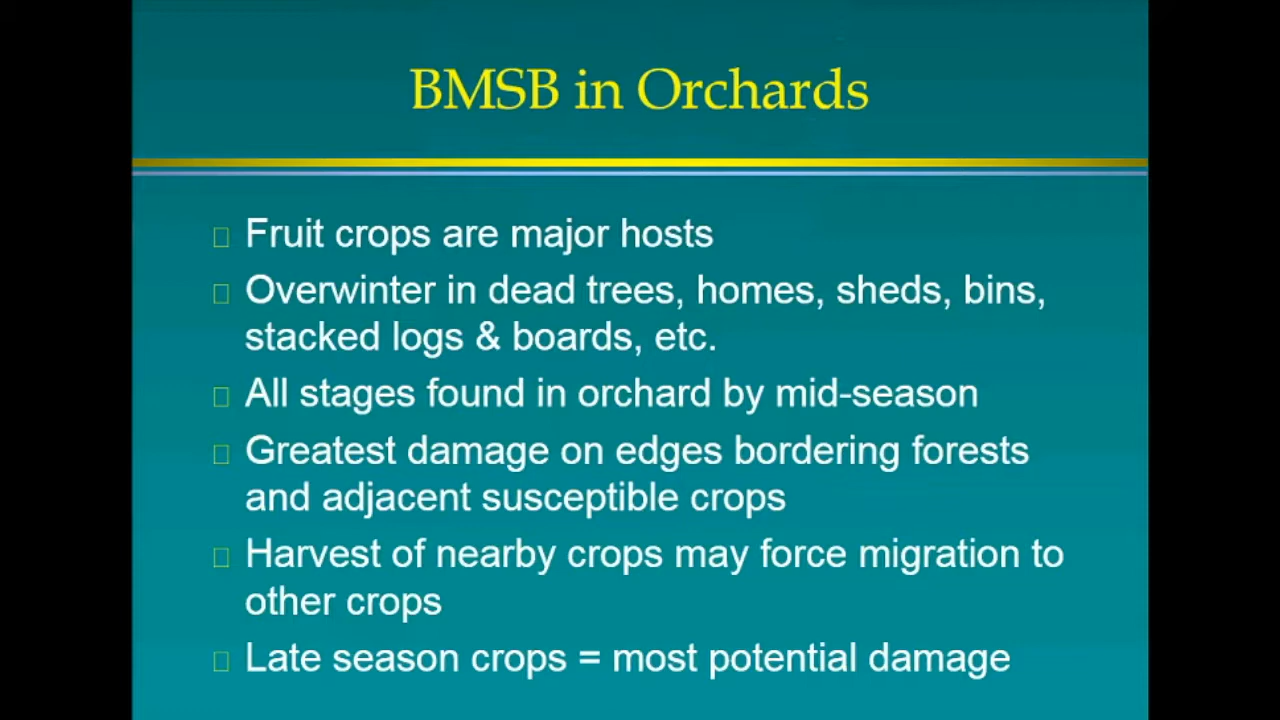 BMSB in Orchards
Fruit crops are major hosts
Overwinter in dead trees, homes, sheds, bins,
stacked logs & boards, etc.
All stages found in orchard by mid-season
Greatest damage on edges bordering forests
and adjacent susceptible crops
Harvest of nearby crops may force migration to
other crops
Late season crops = most potential damage